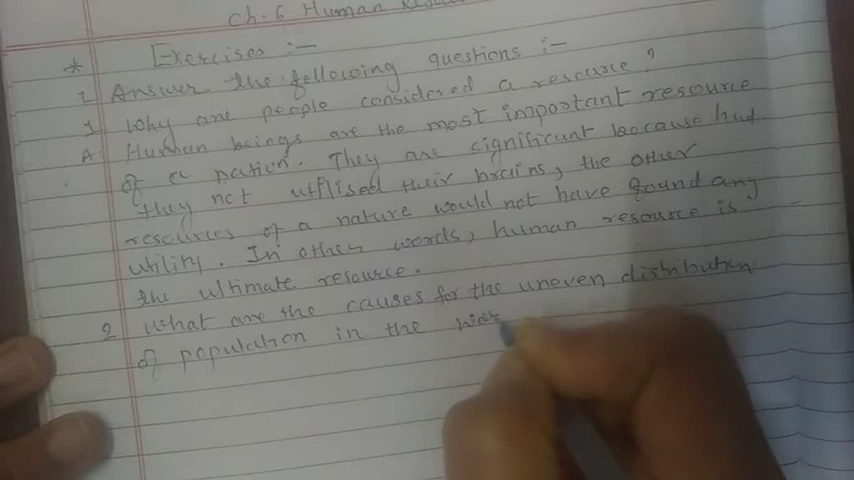 Ch. 6 Human
* Exercises :-
I Answer the following questions :-
1 Why are people considered a resource?
A Human beings are the most important resource
of a nation. They are significant because had
they not utilised their brains, the other
resources of a nature would not have found any
utility. In other words, human resource is
the ultimate resource.
2 What are the causes for the uneven distribution
of population in the